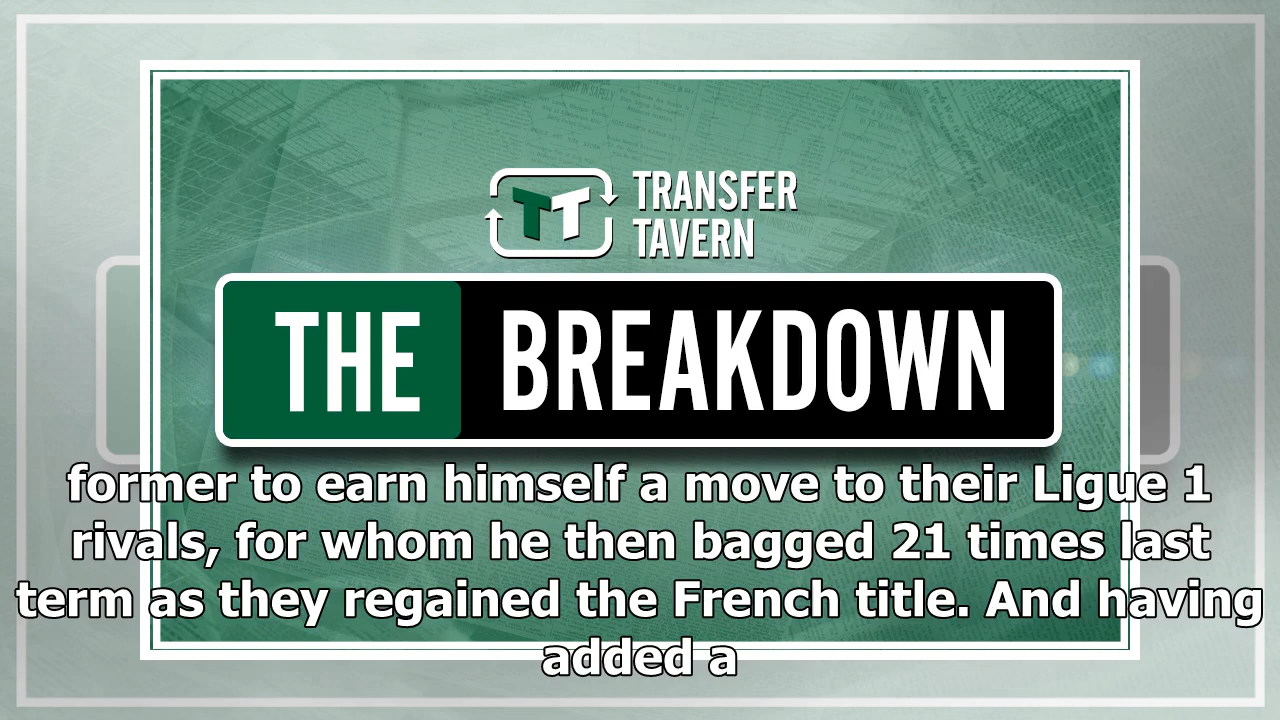 TT
TRANSFER
TAVERN
THE BREAKDOWN
former to earn himself a move to their Ligue 1
rivals, for whom he then bagged 21 times last
term as they regained the French title. And having
added a